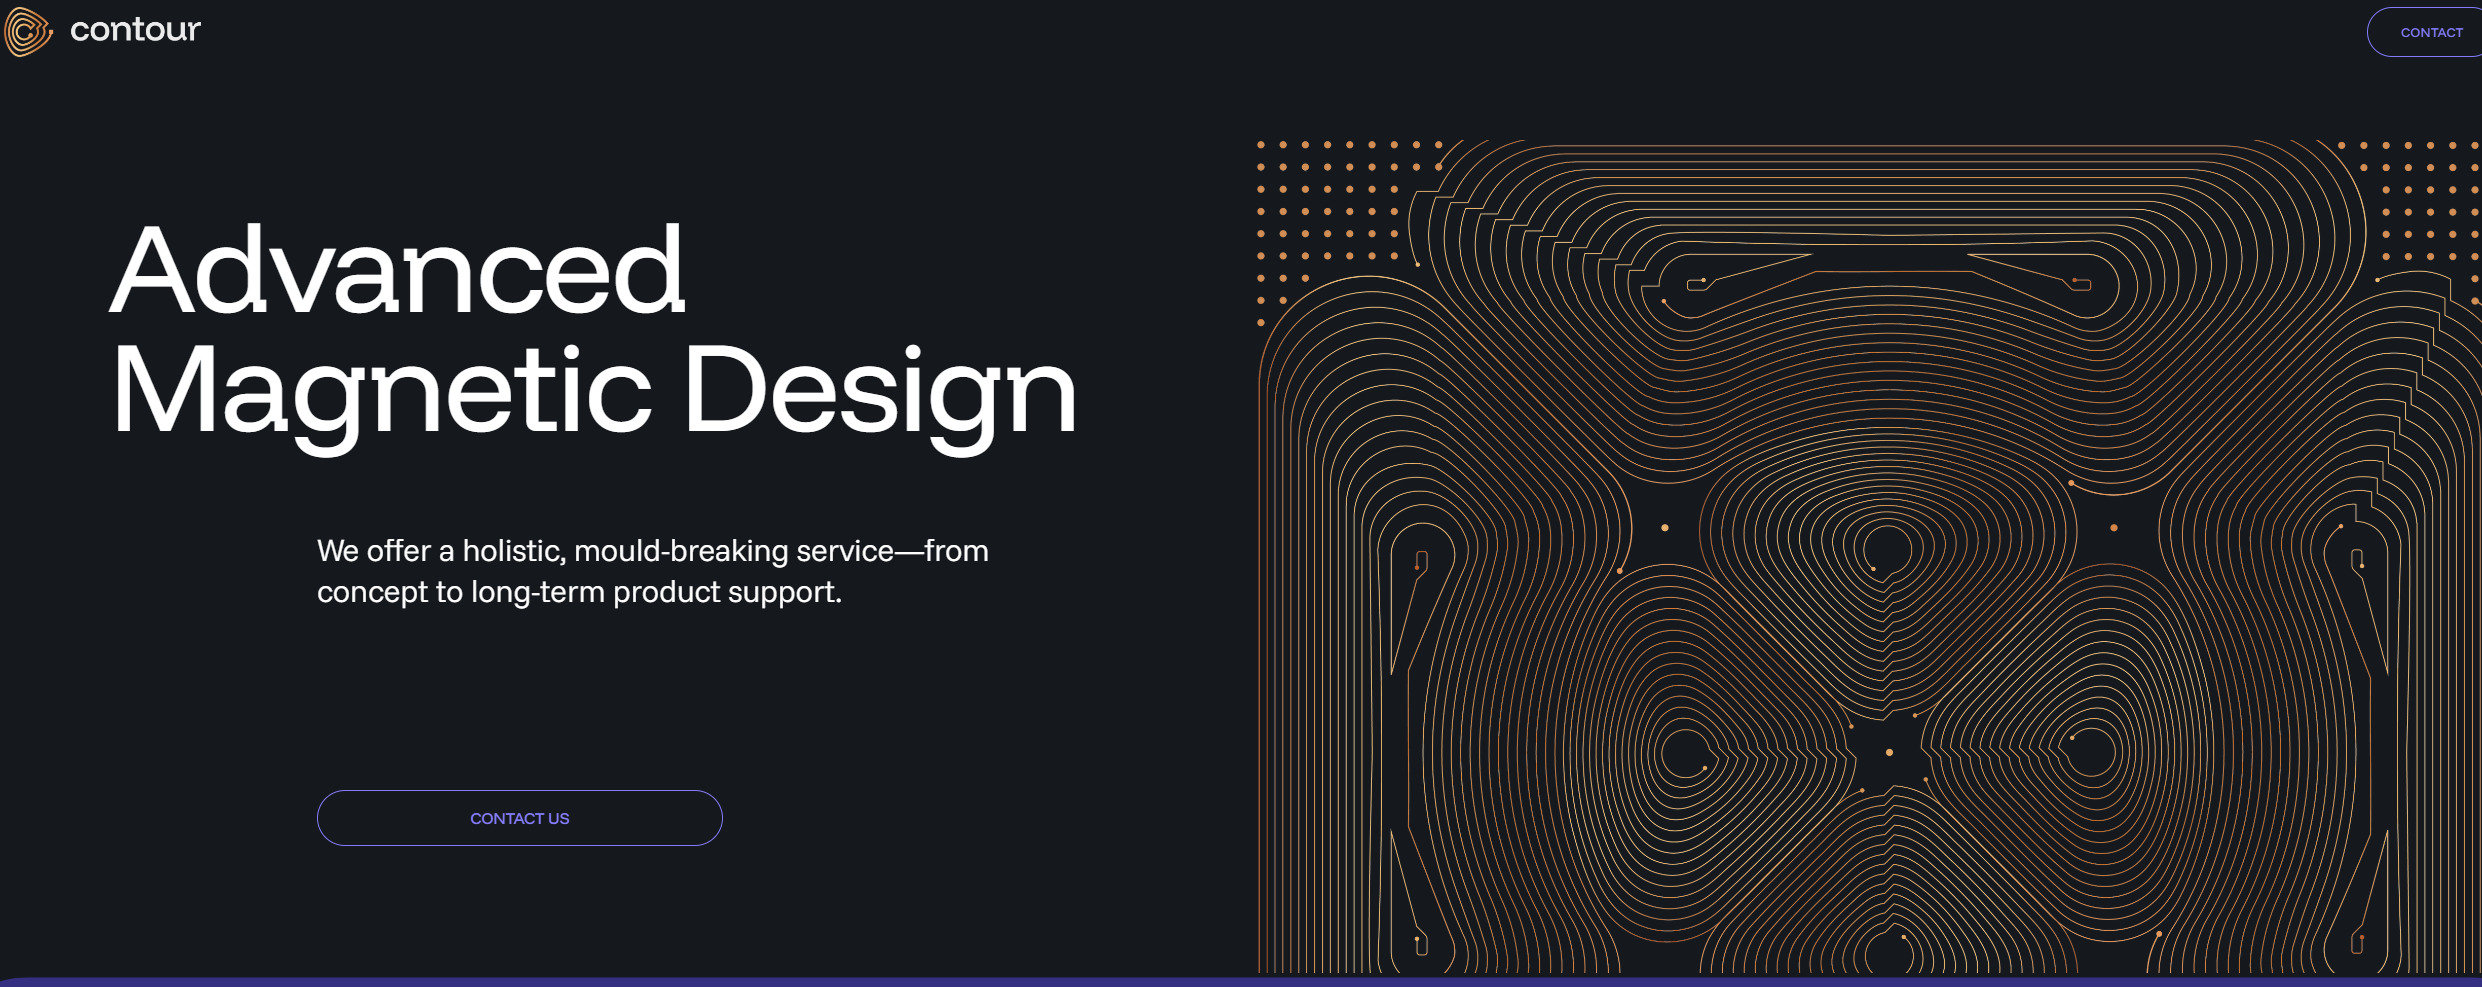 contour
CONTACT
Advanced
Magnetic Design
We offer a holistic, mould-breaking service—from
concept to long-term product support.
CONTACT US